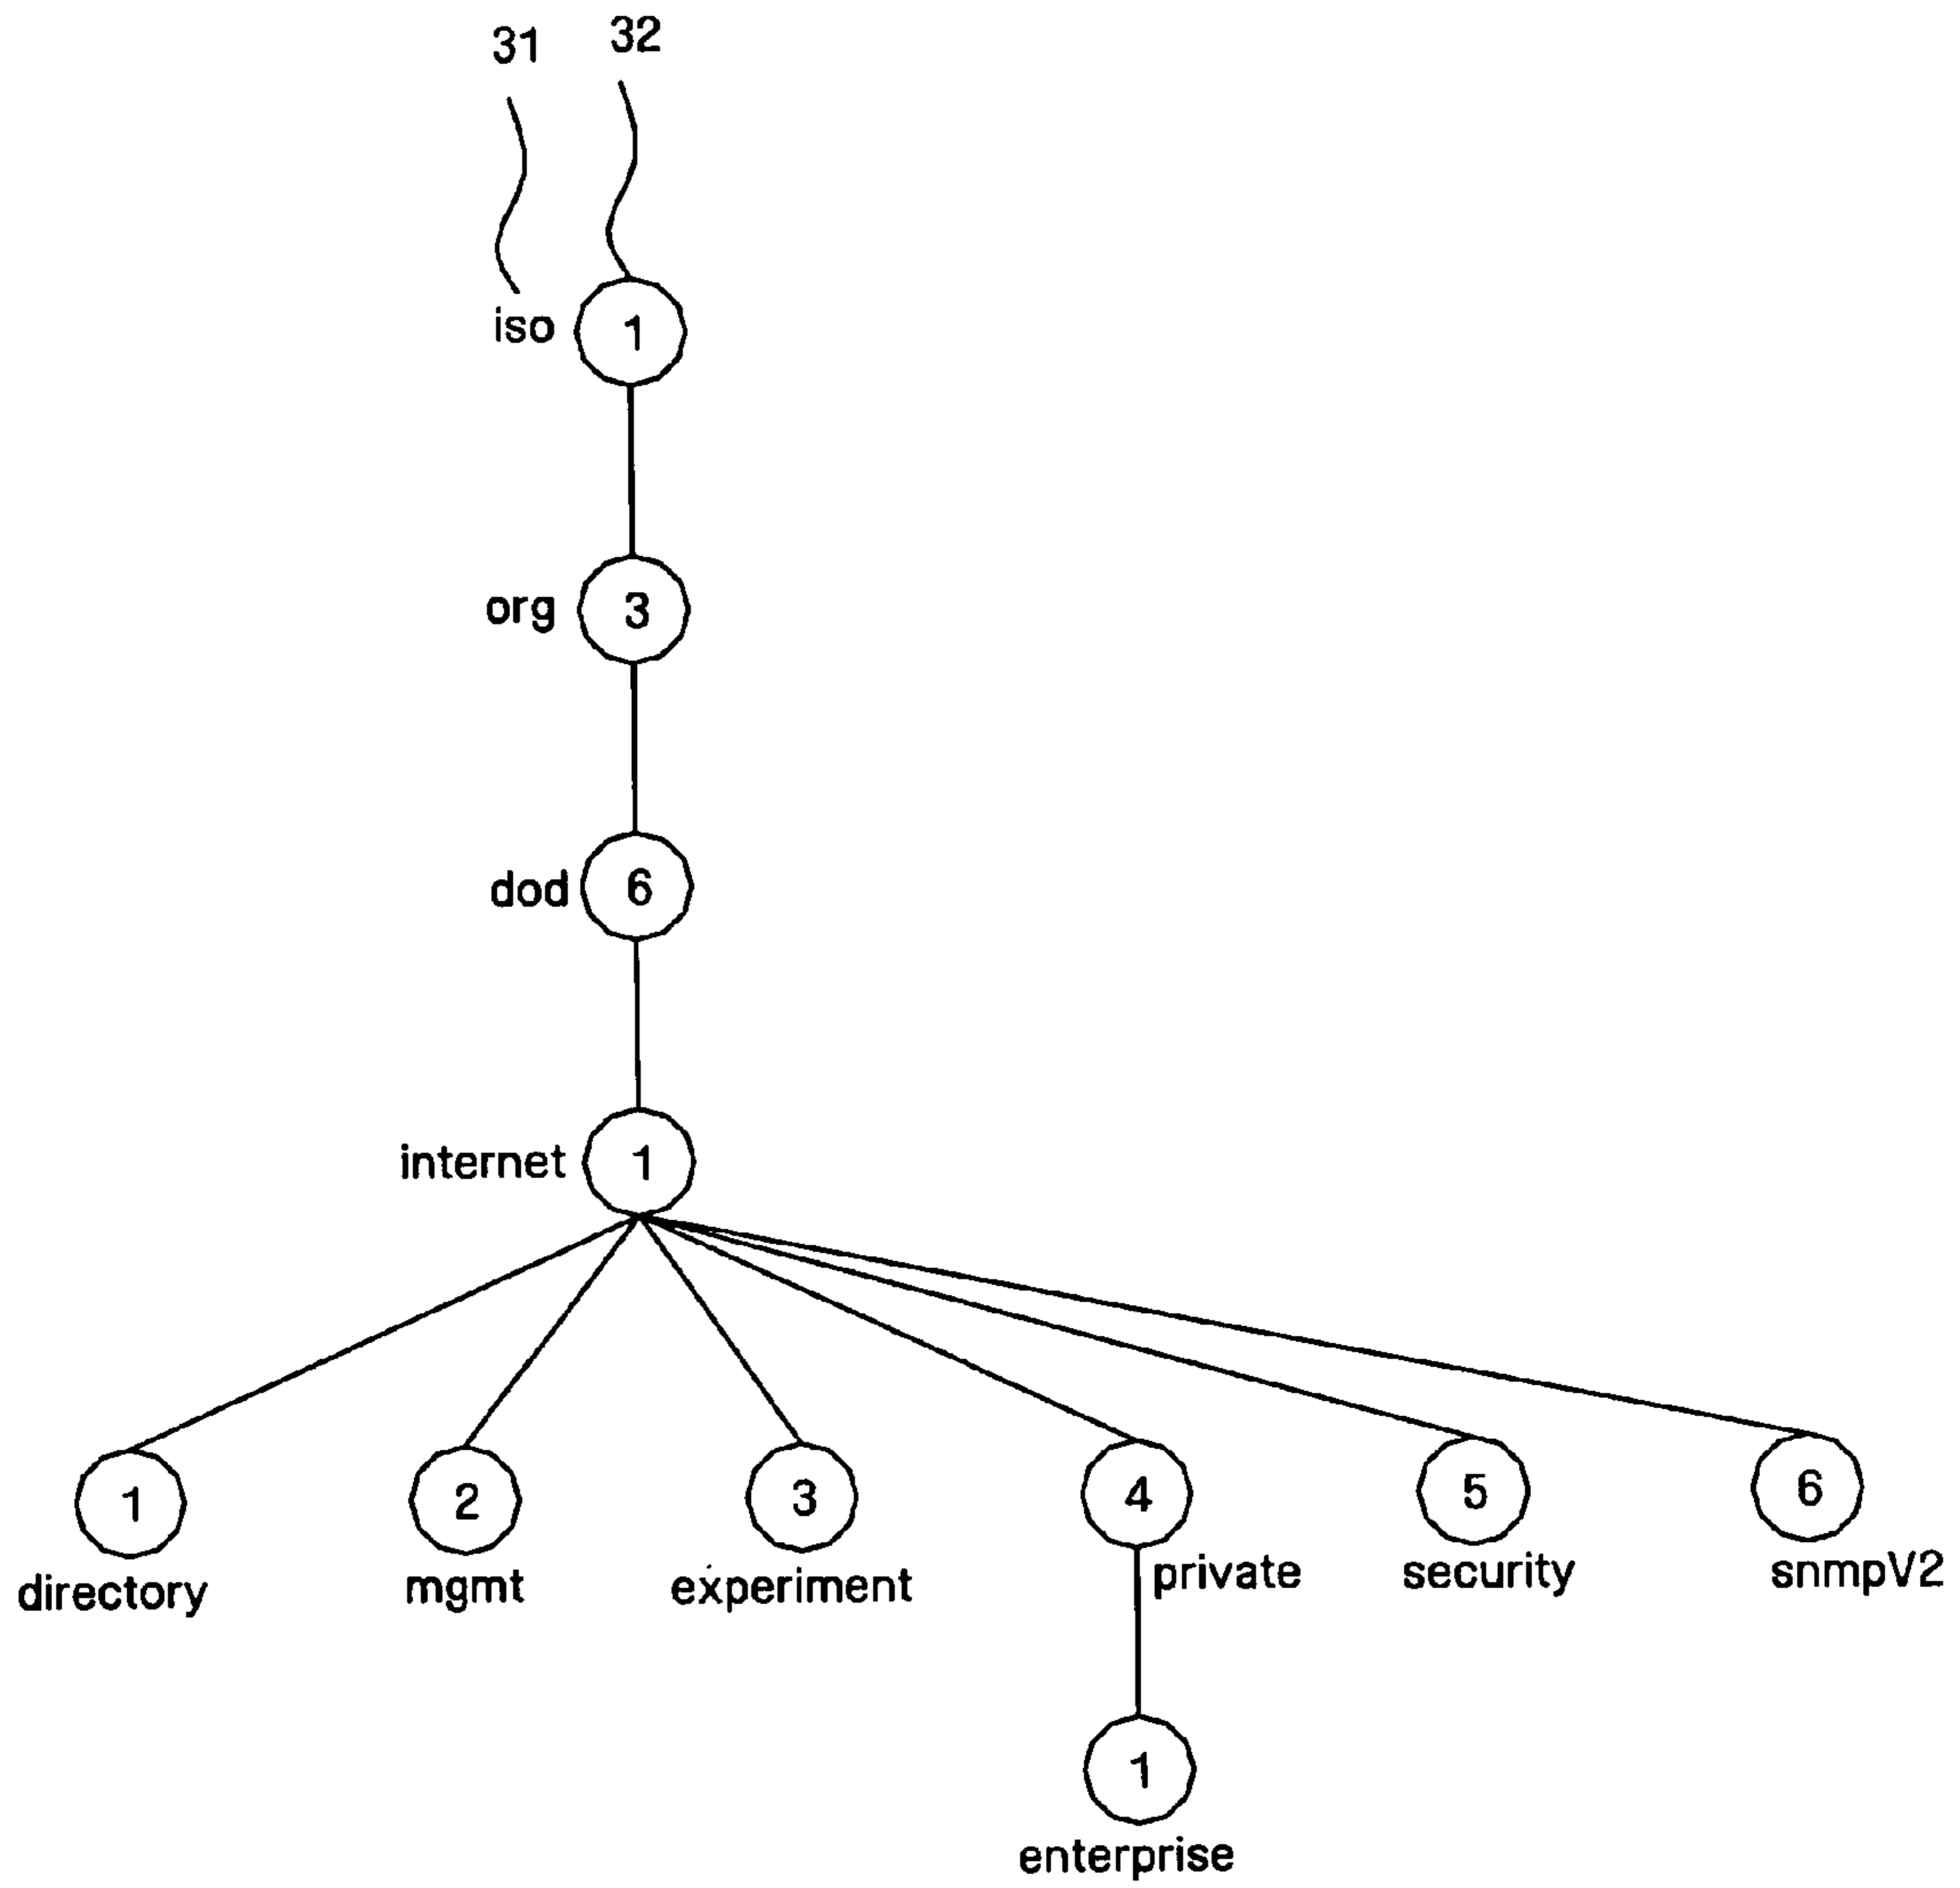 31 32
iso 1
org 3
dod 6
internet 1
1 2 3 4 5 6
directory mgmt experiment private security snmpV2
1
enterprise